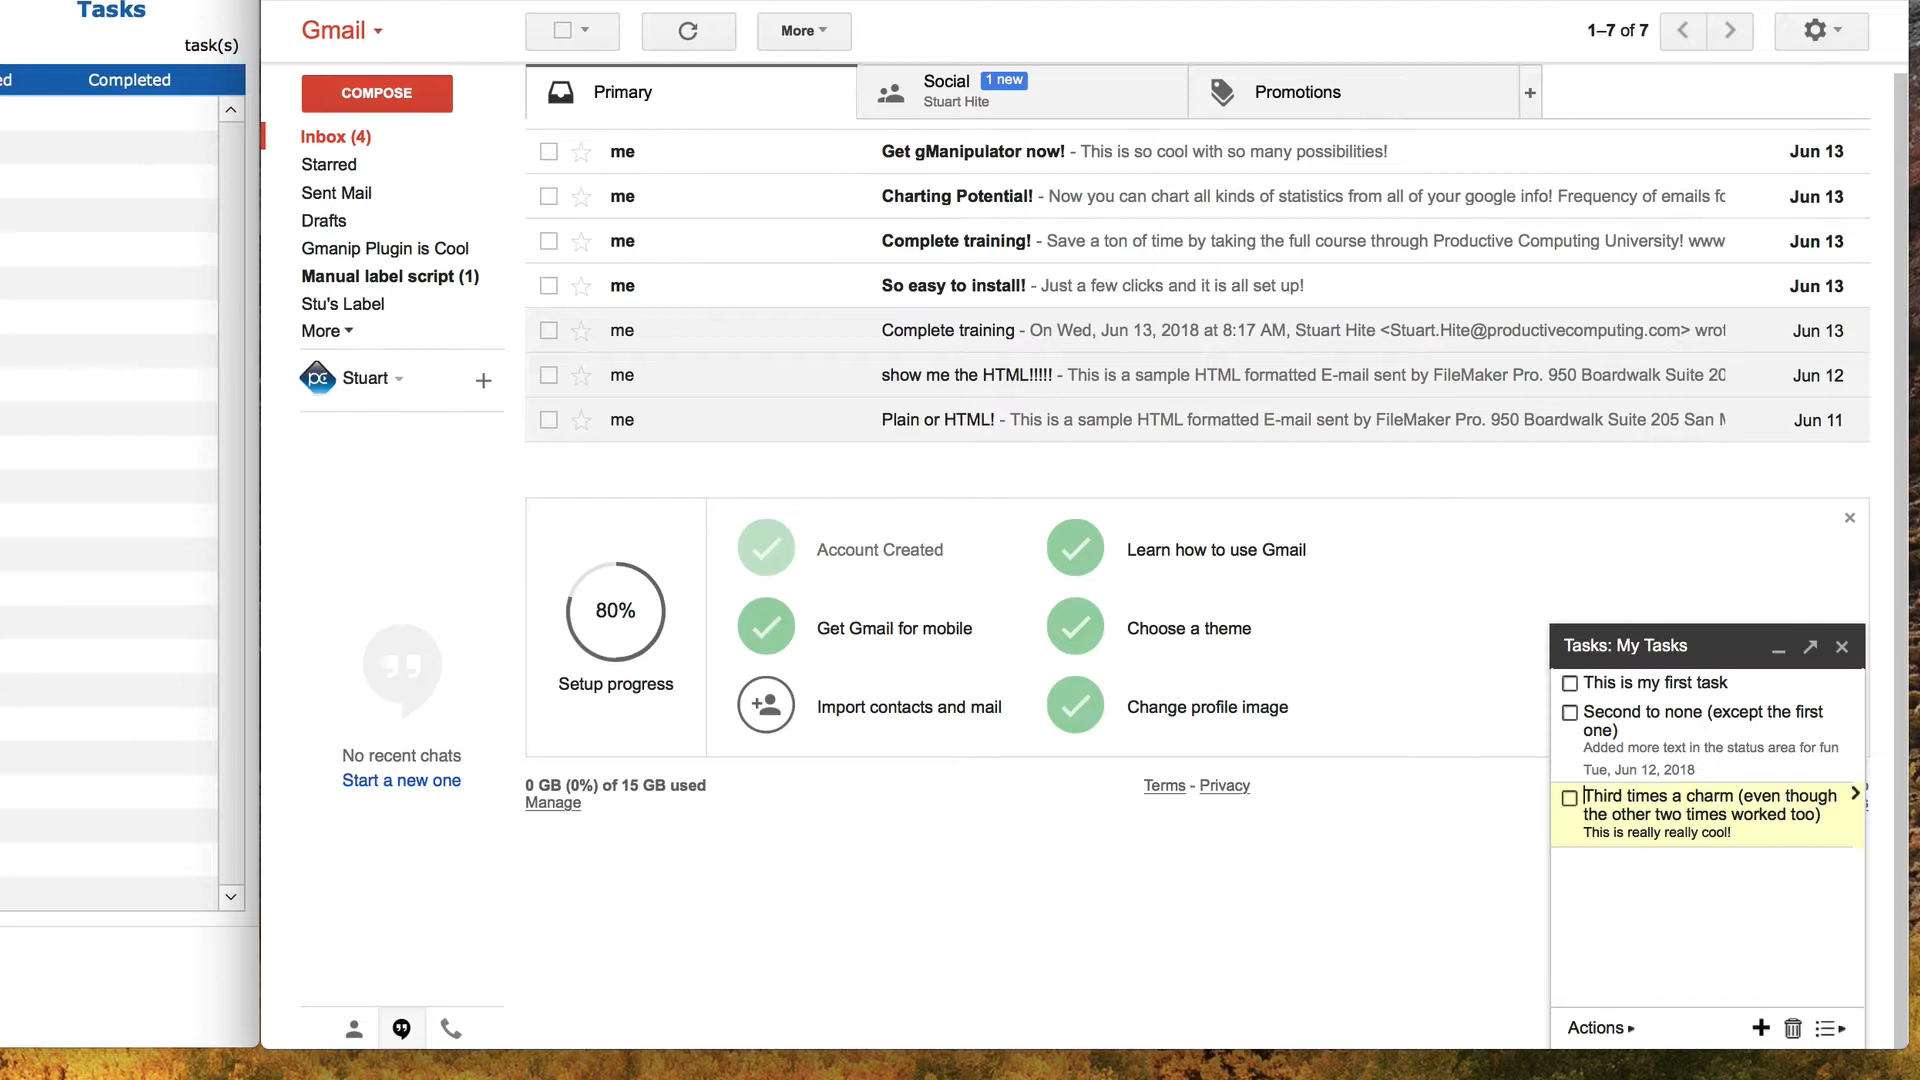 Tasks
task(s)
ed Completed
Gmail
More
1–7 of 7
COMPOSE
Inbox (4)
Starred
Sent Mail
Drafts
Gmanip Plugin is Cool
Manual label script (1)
Stu's Label
More
Stuart
No recent chats
Start a new one
Primary
Social 1 new
Stuart Hite
Promotions
me Get gManipulator now! - This is so cool with so many possibilities! Jun 13
me Charting Potential! - Now you can chart all kinds of statistics from all of your google info! Frequency of emails fo Jun 13
me Complete training! - Save a ton of time by taking the full course through Productive Computing University! www Jun 13
me So easy to install! - Just a few clicks and it is all set up! Jun 13
me Complete training - On Wed, Jun 13, 2018 at 8:17 AM, Stuart Hite <Stuart.Hite@productivecomputing.com> wrot Jun 13
me show me the HTML!!!!! - This is a sample HTML formatted E-mail sent by FileMaker Pro. 950 Boardwalk Suite 20 Jun 12
me Plain or HTML! - This is a sample HTML formatted E-mail sent by FileMaker Pro. 950 Boardwalk Suite 205 San M Jun 11
80%
Setup progress
Account Created
Learn how to use Gmail
Get Gmail for mobile
Choose a theme
Import contacts and mail
Change profile image
0 GB (0%) of 15 GB used
Manage
Terms - Privacy
Tasks: My Tasks
This is my first task
Second to none (except the first
one)
Added more text in the status area for fun
Tue, Jun 12, 2018
Third times a charm (even though
the other two times worked too)
This is really really cool!
Actions